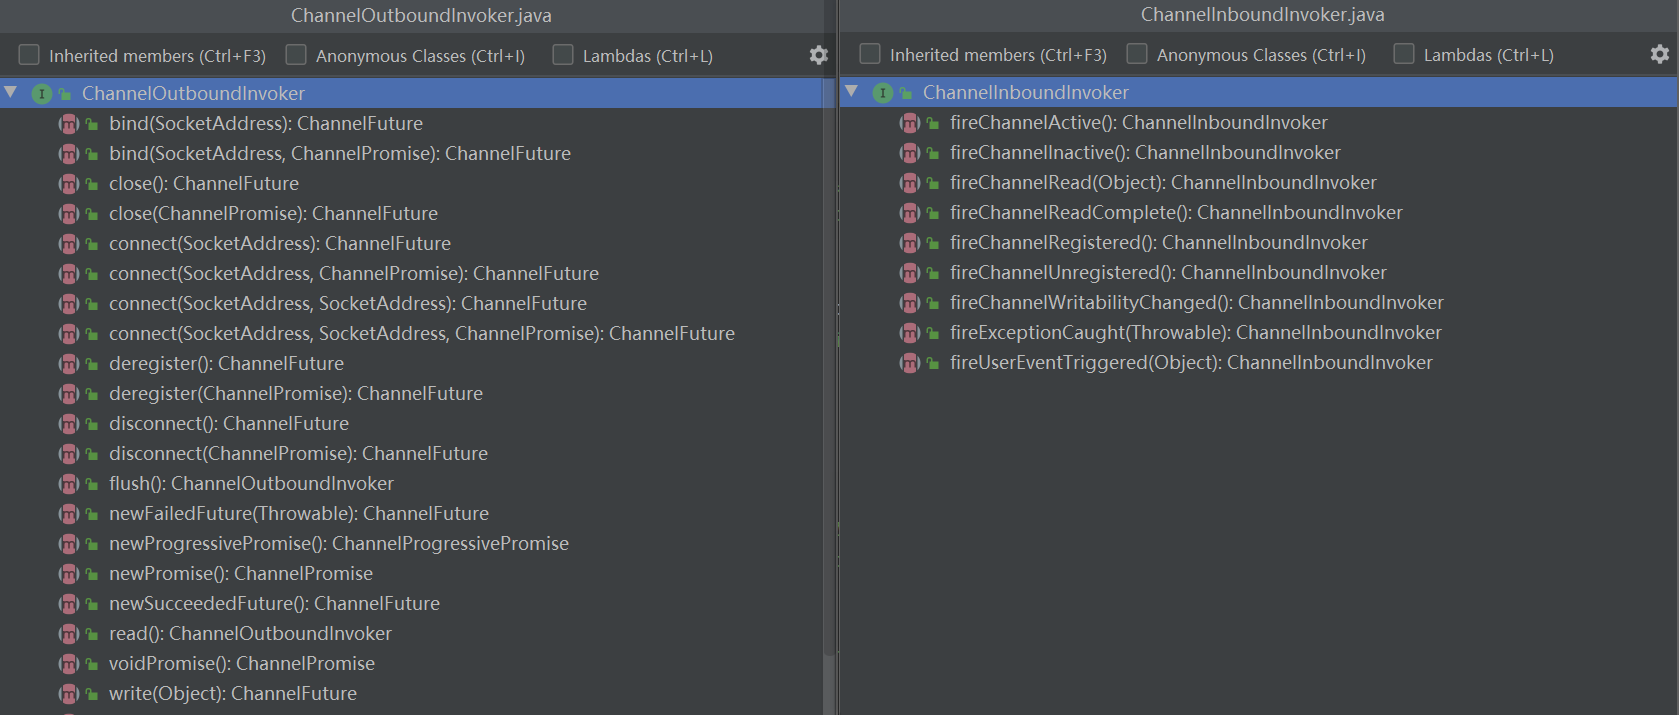 ChannelOutboundInvoker.java
Inherited members (Ctrl+F3) Anonymous Classes (Ctrl+I) Lambdas (Ctrl+L)
ChannelOutboundInvoker
bind(SocketAddress): ChannelFuture
bind(SocketAddress, ChannelPromise): ChannelFuture
close(): ChannelFuture
close(ChannelPromise): ChannelFuture
connect(SocketAddress): ChannelFuture
connect(SocketAddress, ChannelPromise): ChannelFuture
connect(SocketAddress, SocketAddress): ChannelFuture
connect(SocketAddress, SocketAddress, ChannelPromise): ChannelFuture
deregister(): ChannelFuture
deregister(ChannelPromise): ChannelFuture
disconnect(): ChannelFuture
disconnect(ChannelPromise): ChannelFuture
flush(): ChannelOutboundInvoker
newFailedFuture(Throwable): ChannelFuture
newProgressivePromise(): ChannelProgressivePromise
newPromise(): ChannelPromise
newSucceededFuture(): ChannelFuture
read(): ChannelOutboundInvoker
voidPromise(): ChannelPromise
write(Object): ChannelFuture
ChannelInboundInvoker.java
Inherited members (Ctrl+F3) Anonymous Classes (Ctrl+I) Lambdas (Ctrl+L)
ChannelInboundInvoker
fireChannelActive(): ChannelInboundInvoker
fireChannelInactive(): ChannelInboundInvoker
fireChannelRead(Object): ChannelInboundInvoker
fireChannelReadComplete(): ChannelInboundInvoker
fireChannelRegistered(): ChannelInboundInvoker
fireChannelUnregistered(): ChannelInboundInvoker
fireChannelWritabilityChanged(): ChannelInboundInvoker
fireExceptionCaught(Throwable): ChannelInboundInvoker
fireUserEventTriggered(Object): ChannelInboundInvoker